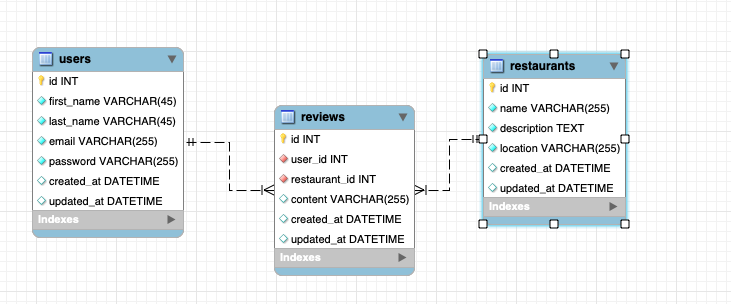 users
id INT
first_name VARCHAR(45)
last_name VARCHAR(45)
email VARCHAR(255)
password VARCHAR(255)
created_at DATETIME
updated_at DATETIME
Indexes
reviews
id INT
user_id INT
restaurant_id INT
content VARCHAR(255)
created_at DATETIME
updated_at DATETIME
Indexes
restaurants
id INT
name VARCHAR(255)
description TEXT
location VARCHAR(255)
created_at DATETIME
updated_at DATETIME
Indexes